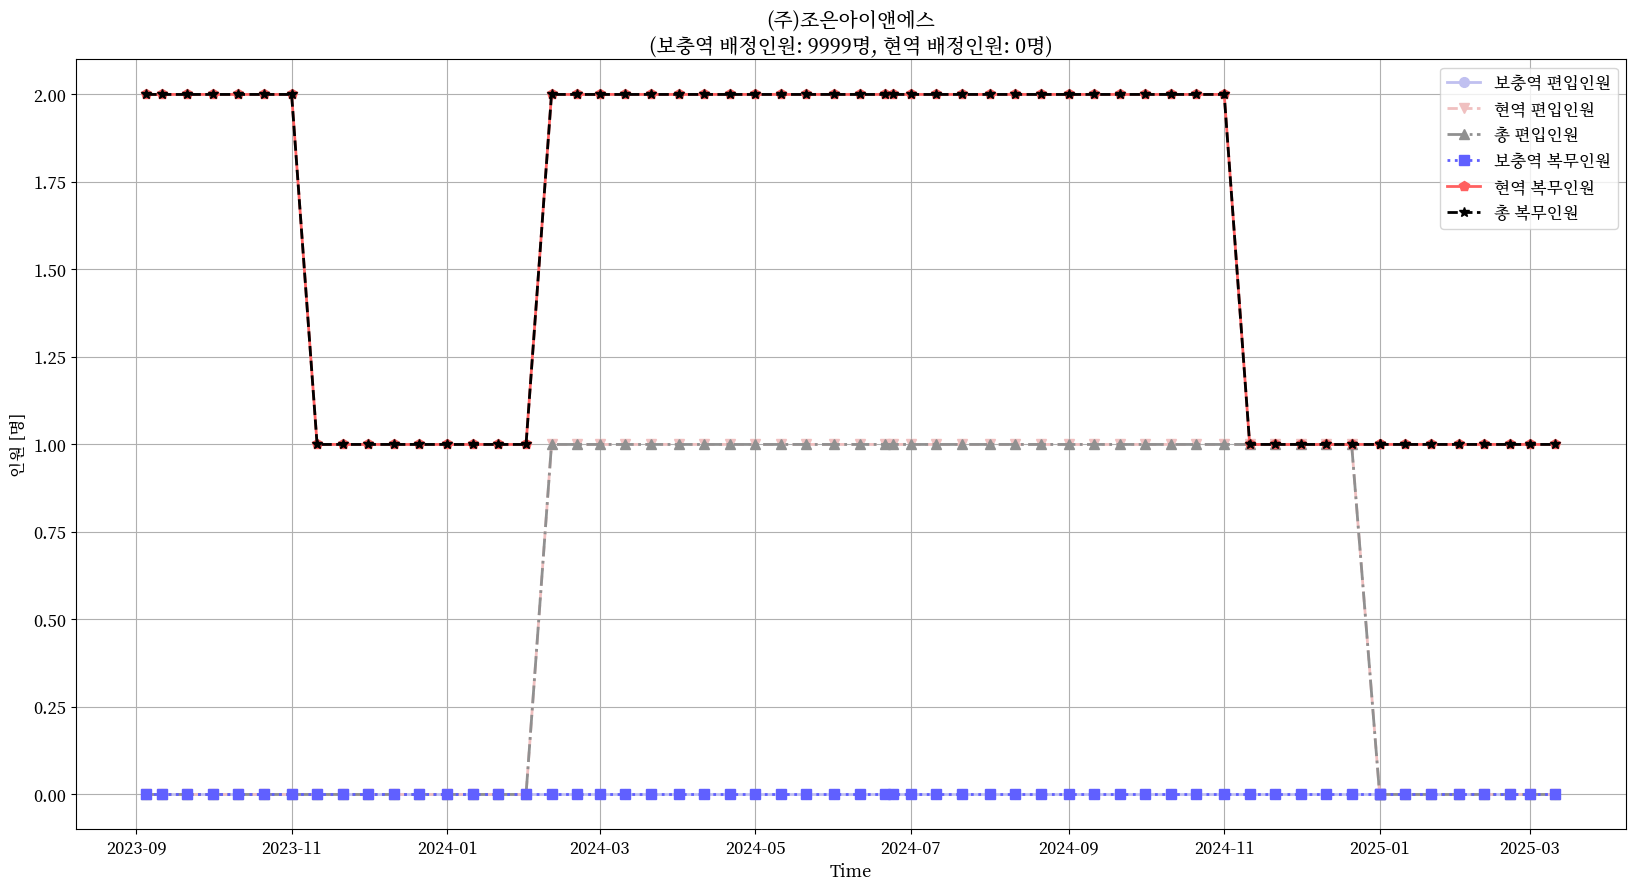 (주)조은아이앤에스
(보충역 배정인원: 9999명, 현역 배정인원: 0명)
보충역 편입인원
현역 편입인원
총 편입인원
보충역 복무인원
현역 복무인원
총 복무인원
2.00
1.75
1.50
1.25
1.00
0.75
0.50
0.25
0.00
인원 [명]
2023-09 2023-11 2024-01 2024-03 2024-05 2024-07 2024-09 2024-11 2025-01 2025-03
Time